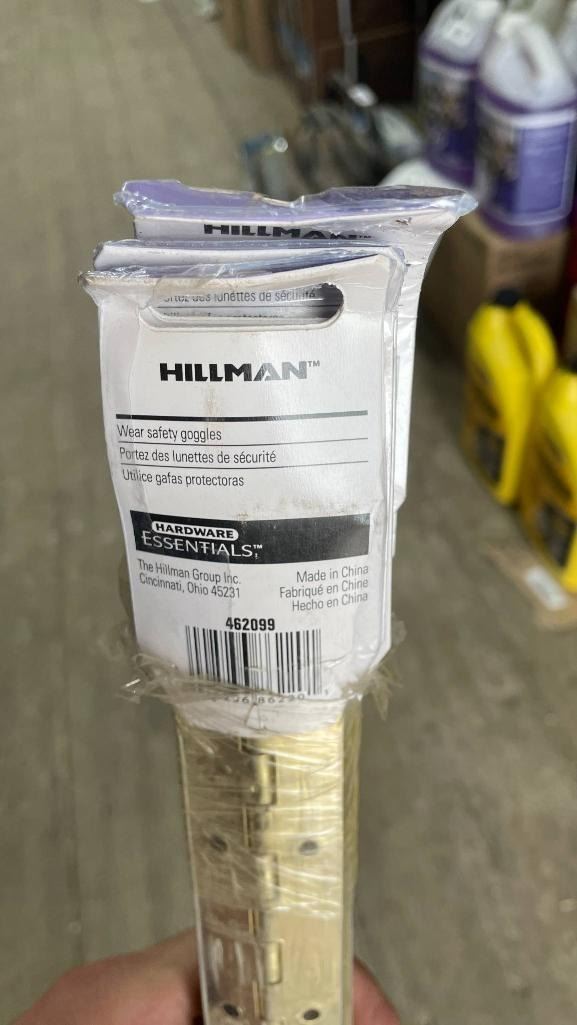 HILLMAN
ortez des lunettes de sécurité
HILLMAN™
Wear safety goggles
Portez des lunettes de sécurité
Utilice gafas protectoras
HARDWARE
ESSENTIALS™
The Hillman Group Inc.
Cincinnati, Ohio 45231
Made in China
Fabriqué en Chine
Hecho en China
462099